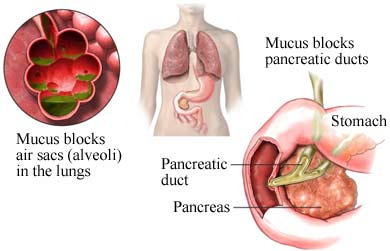 Mucus blocks
air sacs (alveoli)
in the lungs
Mucus blocks
pancreatic ducts
Stomach
Pancreatic
duct
Pancreas